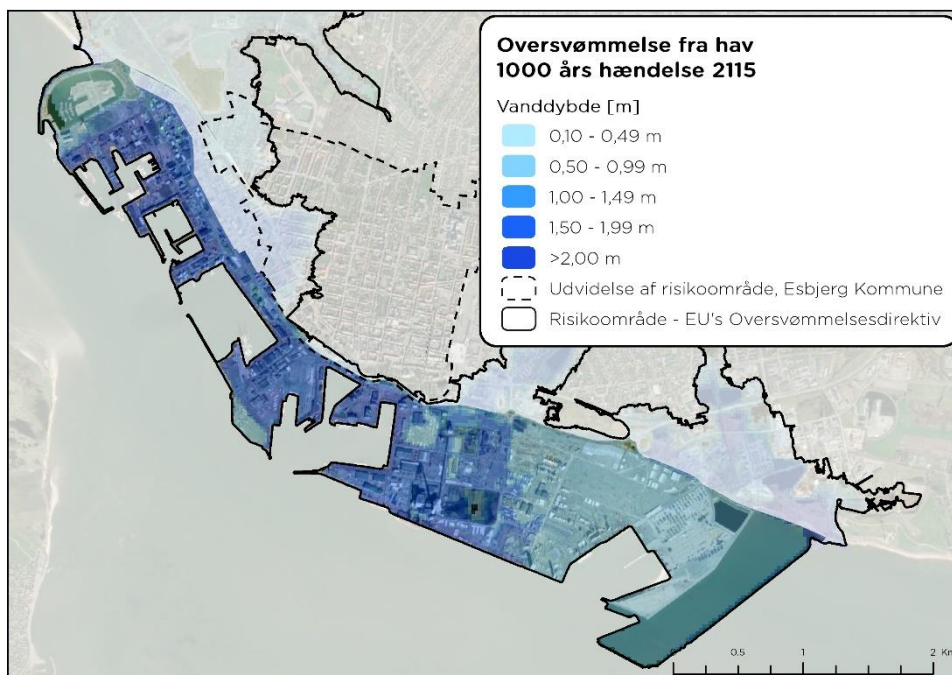 Oversvømmelse fra hav
1000 års hændelse 2115
Vanddybde [m]
0,10 - 0,49 m
0,50 - 0,99 m
1,00 - 1,49 m
1,50 - 1,99 m
>2,00 m
Udvidelse af risikoområde, Esbjerg Kommune
Risikoområde - EU's Oversvømmelsesdirektiv
0.5 1 2 Km